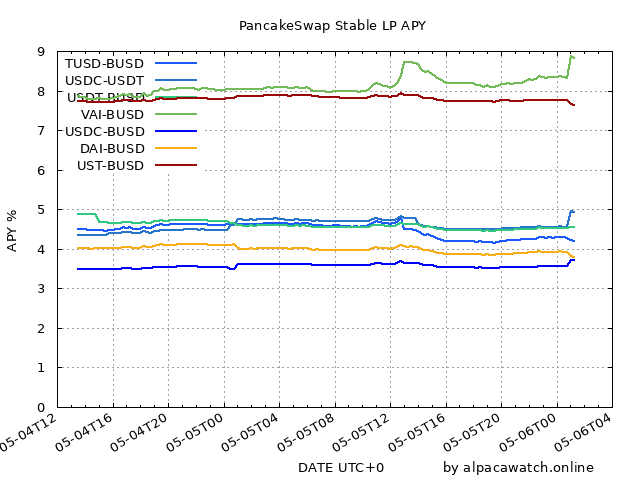 PancakeSwap Stable LP APY
9
8
7
6
5
4
3
2
1
0
APY %
TUSD-BUSD
USDC-USDT
USDT-BUSD
VAI-BUSD
USDC-BUSD
DAI-BUSD
UST-BUSD
05-04T12
05-04T16
05-04T20
05-05T00
05-05T04
05-05T08
05-05T12
05-05T16
05-05T20
05-06T00
05-06T04
DATE UTC+0
by alpacawatch.online